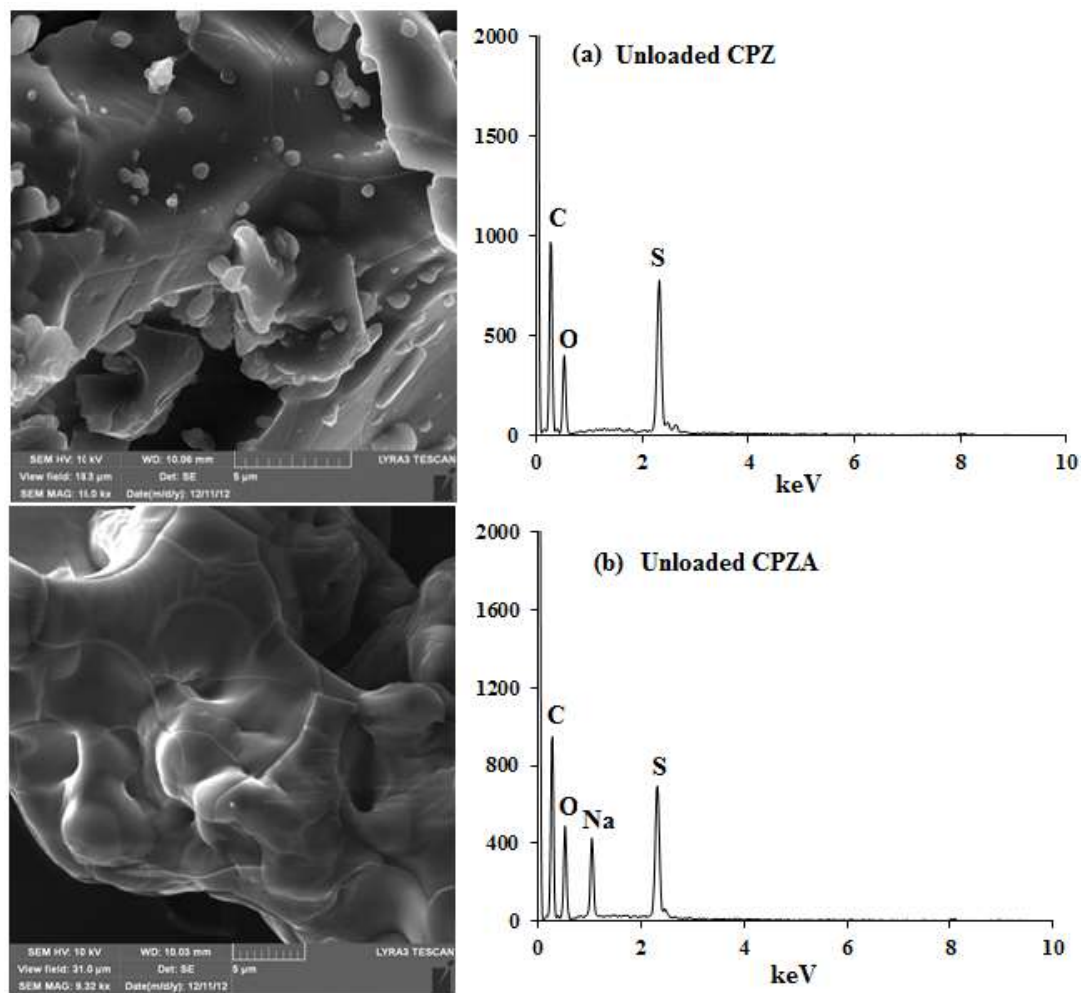 SEM HV: 10 kV WD: 10.06 mm LYRA3 TESCAN
View field: 18.3 µm Det: SE 5 µm
SEM MAG: 15.0 kx Date(m/d/y): 12/11/12
(a) Unloaded CPZ
2000
1500
1000
500
0
C
O
S
0 2 4 6 8 10
keV
SEM HV: 10 kV WD: 10.03 mm LYRA3 TESCAN
View field: 31.0 µm Det: SE 5 µm
SEM MAG: 9.32 kx Date(m/d/y): 12/11/12
(b) Unloaded CPZA
2000
1600
1200
800
400
0
C
O
Na
S
0 2 4 6 8 10
keV